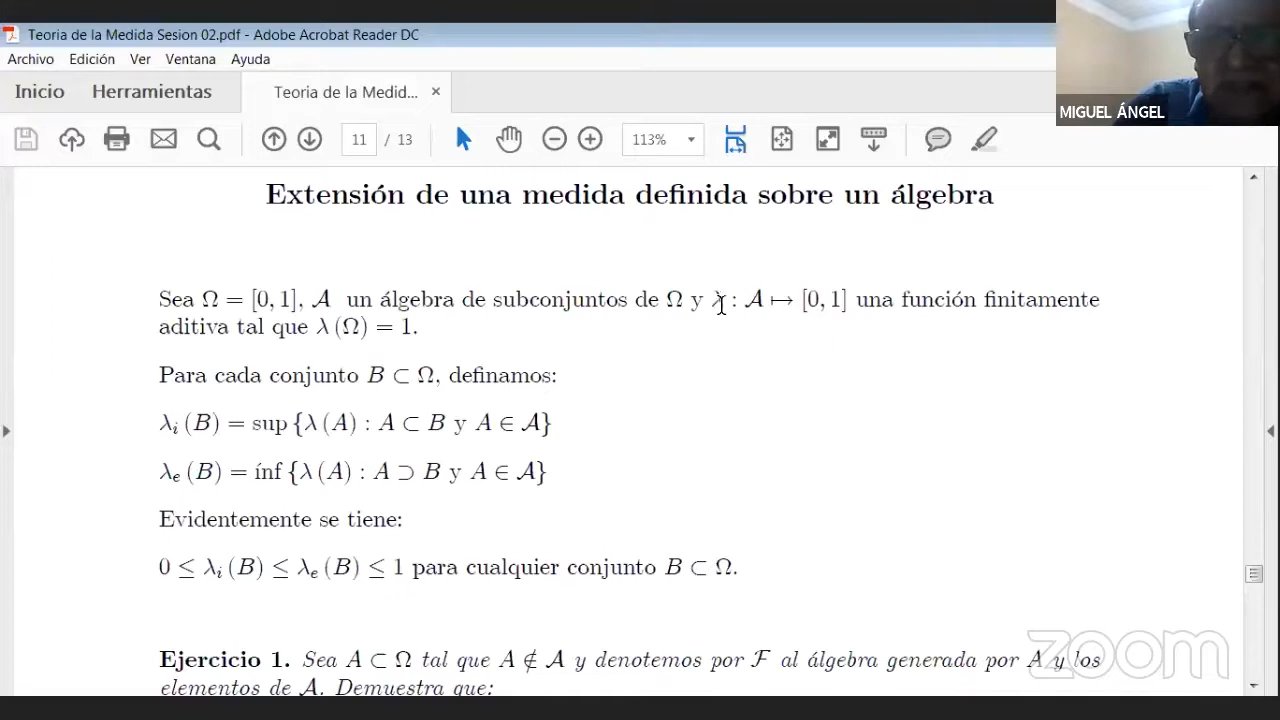 Teoria de la Medida Sesion 02.pdf - Adobe Acrobat Reader DC
Archivo Edición Ver Ventana Ayuda
Inicio Herramientas Teoria de la Medid... ×
11 / 13 113%
MIGUEL ÁNGEL
Extensión de una medida definida sobre un álgebra
Sea Ω = [0, 1], 𝒜 un álgebra de subconjuntos de Ω y λ : 𝒜 ↦ [0, 1] una función finitamente
aditiva tal que λ (Ω) = 1.
Para cada conjunto B ⊂ Ω, definamos:
λᵢ (B) = sup {λ (A) : A ⊂ B y A ∈ 𝒜}
λₑ (B) = ínf {λ (A) : A ⊃ B y A ∈ 𝒜}
Evidentemente se tiene:
0 ≤ λᵢ (B) ≤ λₑ (B) ≤ 1 para cualquier conjunto B ⊂ Ω.
Ejercicio 1. Sea A ⊂ Ω tal que A ∉ 𝒜 y denotemos por ℱ al álgebra generada por A y los
elementos de 𝒜. Demuestra que:
zoom